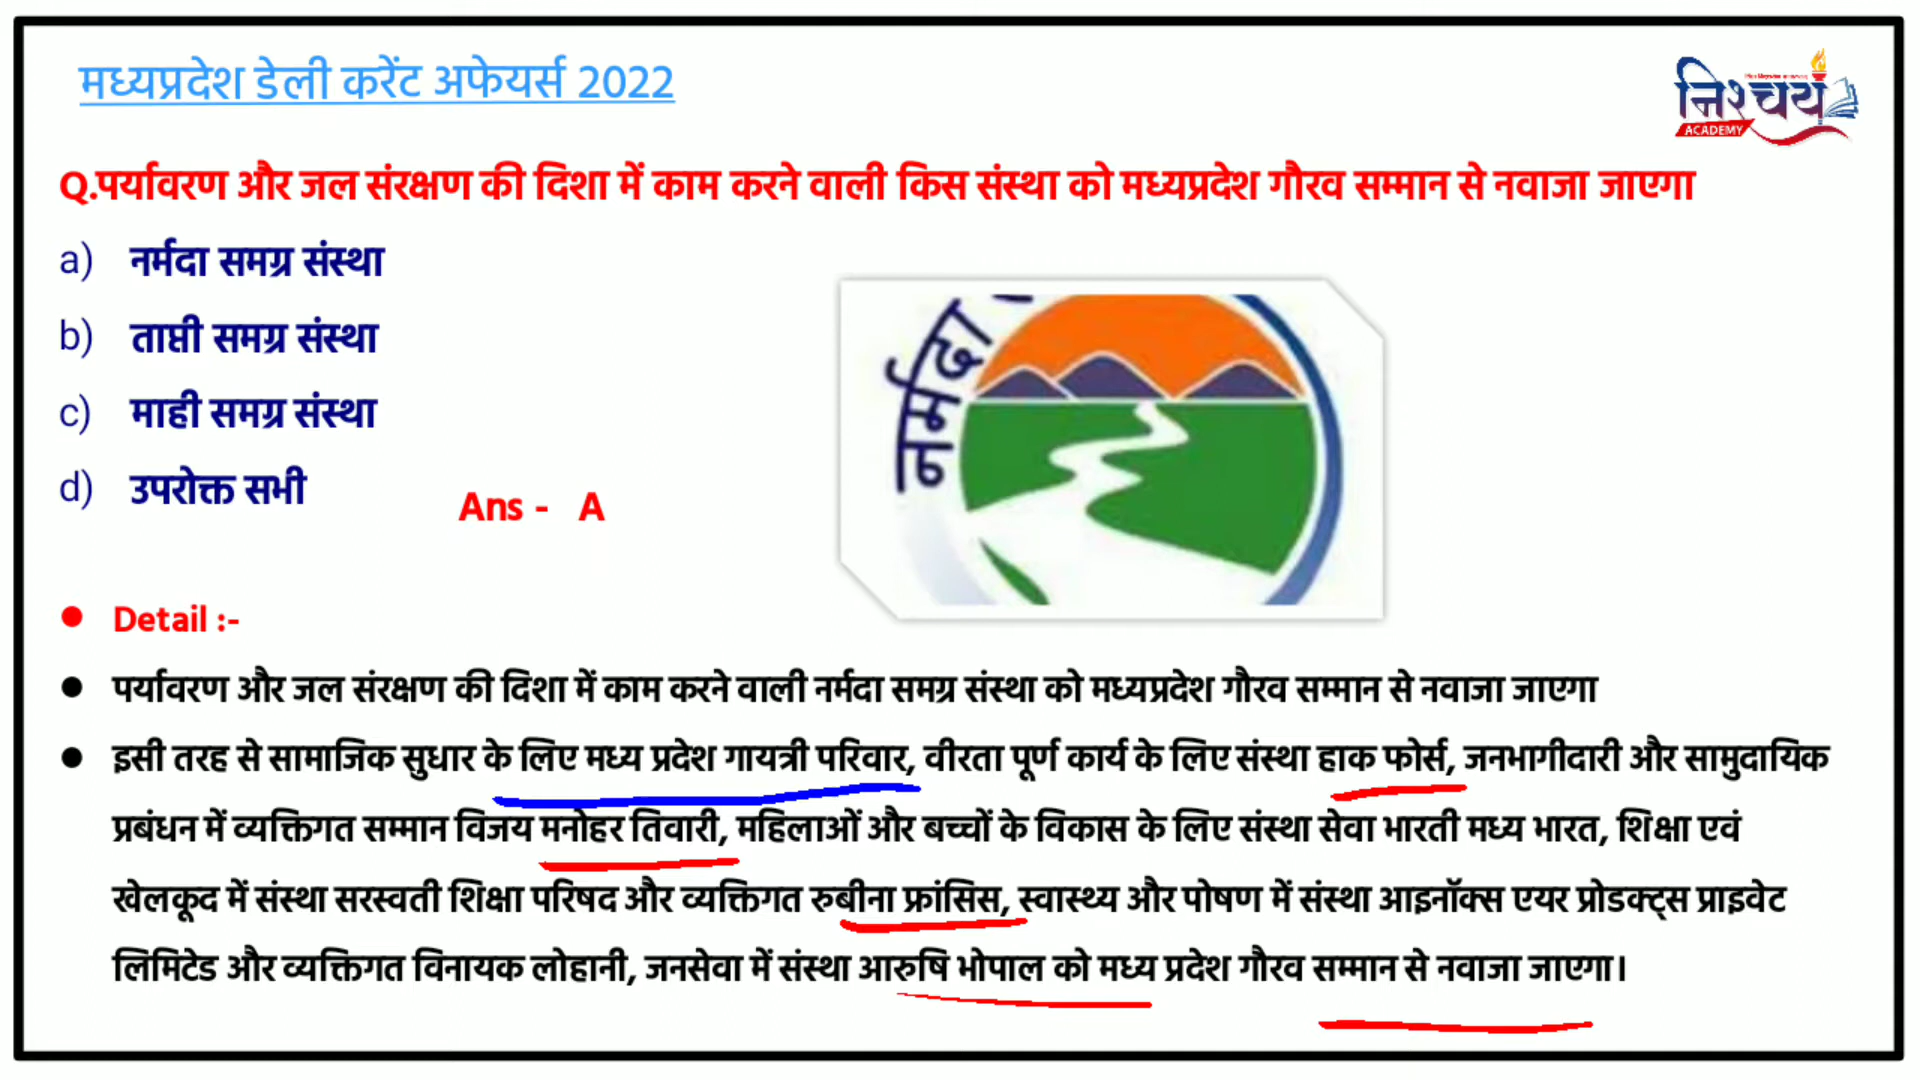 मध्यप्रदेश डेली करेंट अफेयर्स 2022
निश्चय
ACADEMY
Q.पर्यावरण और जल संरक्षण की दिशा में काम करने वाली किस संस्था को मध्यप्रदेश गौरव सम्मान से नवाजा जाएगा
a) नर्मदा समग्र संस्था
b) ताप्ती समग्र संस्था
c) माही समग्र संस्था
d) उपरोक्त सभी
Ans - A
नर्मदा
Detail :-
पर्यावरण और जल संरक्षण की दिशा में काम करने वाली नर्मदा समग्र संस्था को मध्यप्रदेश गौरव सम्मान से नवाजा जाएगा
इसी तरह से सामाजिक सुधार के लिए मध्य प्रदेश गायत्री परिवार, वीरता पूर्ण कार्य के लिए संस्था हाक फोर्स, जनभागीदारी और सामुदायिक
प्रबंधन में व्यक्तिगत सम्मान विजय मनोहर तिवारी, महिलाओं और बच्चों के विकास के लिए संस्था सेवा भारती मध्य भारत, शिक्षा एवं
खेलकूद में संस्था सरस्वती शिक्षा परिषद और व्यक्तिगत रुबीना फ्रांसिस, स्वास्थ्य और पोषण में संस्था आइनॉक्स एयर प्रोडक्ट्स प्राइवेट
लिमिटेड और व्यक्तिगत विनायक लोहानी, जनसेवा में संस्था आरुषि भोपाल को मध्य प्रदेश गौरव सम्मान से नवाजा जाएगा।